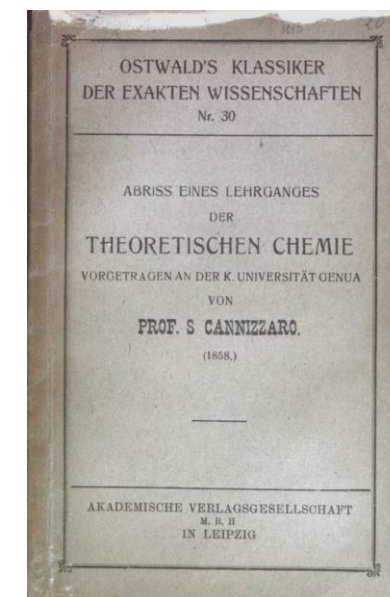 OSTWALD'S KLASSIKER
DER EXAKTEN WISSENSCHAFTEN
Nr. 30
ABRISS EINES LEHRGANGES
DER
THEORETISCHEN CHEMIE
VORGETRAGEN AN DER K. UNIVERSITÄT GENUA
VON
PROF. S CANNIZZARO.
(1858.)
AKADEMISCHE VERLAGSGESELLSCHAFT
M. B. H
IN LEIPZIG